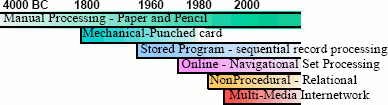 4000 BC 1800 1960 1980 2000
Manual Processing - Paper and Pencil
Mechanical-Punched card
Stored Program - sequential record processing
Online - Navigational Set Processing
NonProcedural - Relational
Multi-Media Internetwork